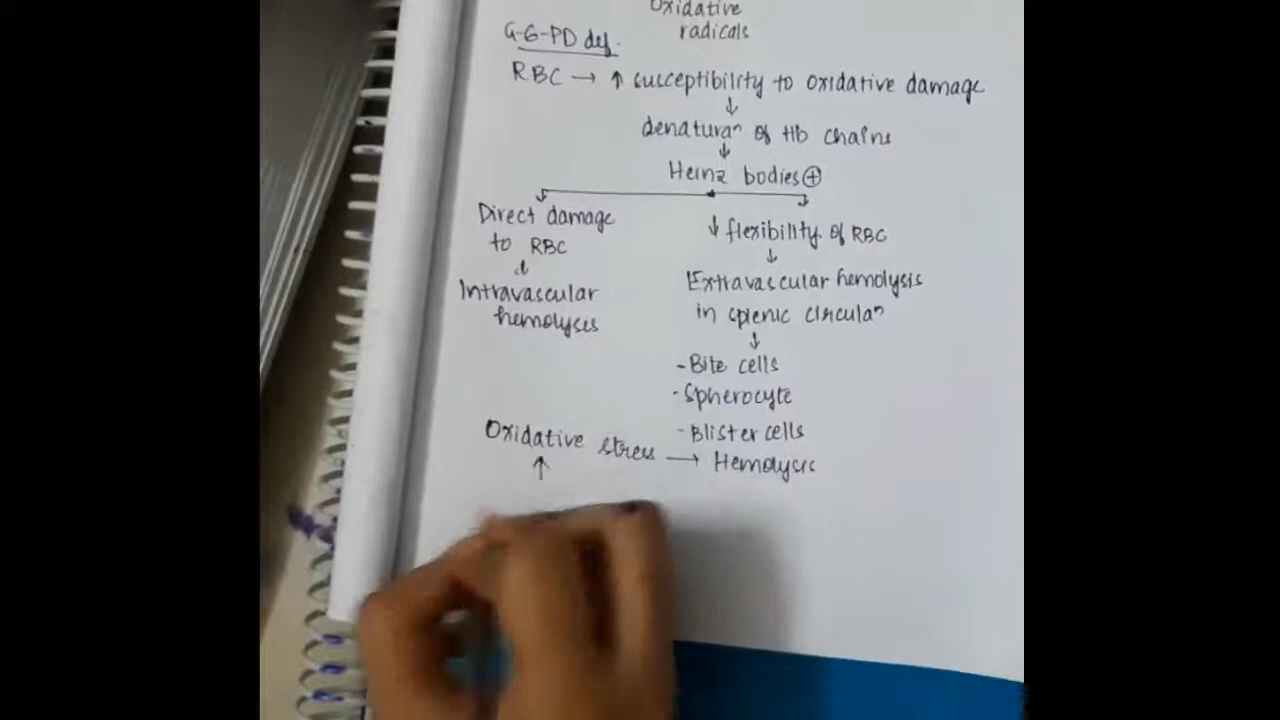 Oxidative
radicals
G-6-PD def.
RBC → ↑ susceptibility to oxidative damage
↓
denaturaⁿ of Hb chains
↓
Heinz bodies ⊕
Direct damage
to RBC
↓
Intravascular
hemolysis
↓ flexibility of RBC
↓
Extravascular hemolysis
in splenic circulaⁿ
↓
- Bite cells
- Spherocyte
- Blister cells
Oxidative stress → Hemolysis
↑